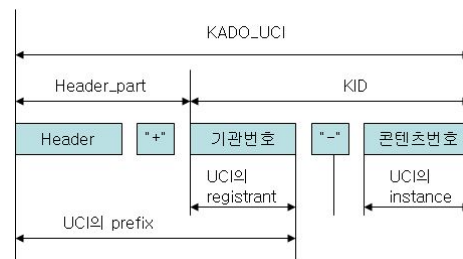 KADO_UCI
Header_part KID
Header "+" 기관번호 "-" 콘텐츠번호
UCI의 registrant
UCI의 instance
UCI의 prefix